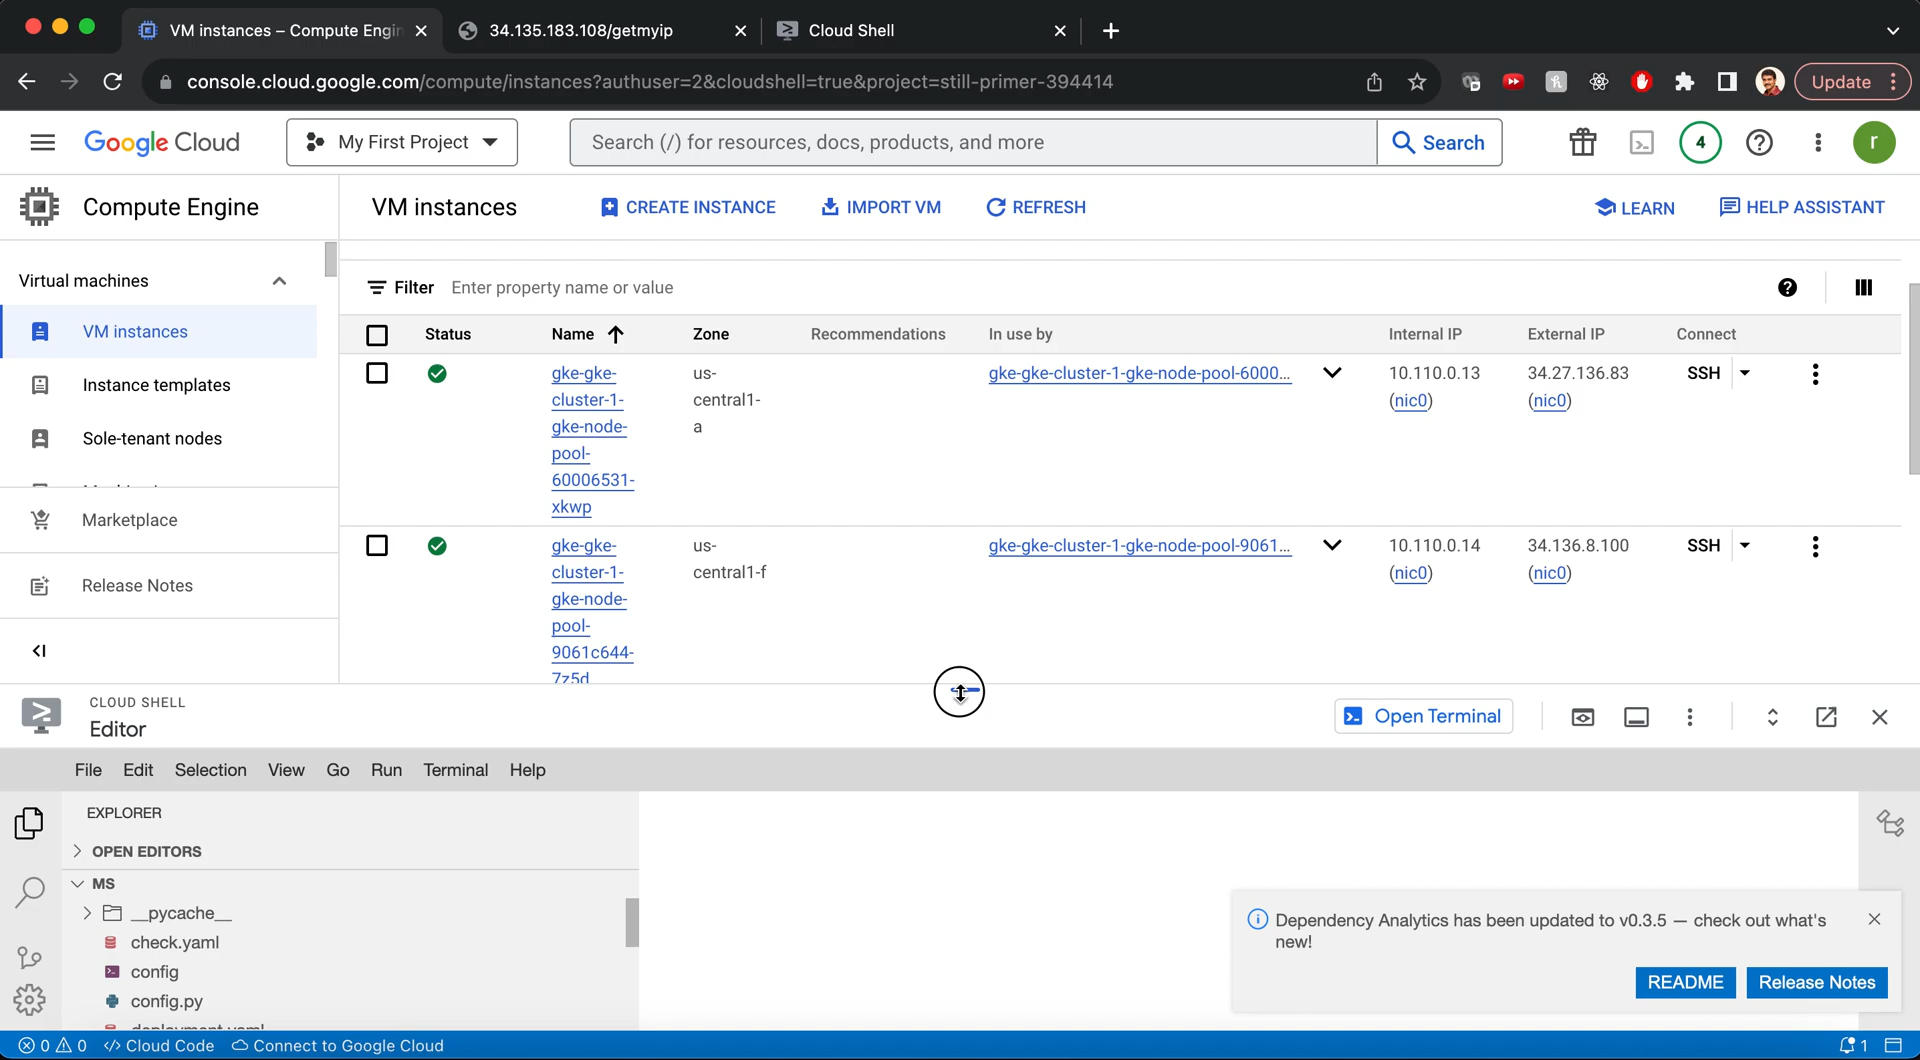 VM instances – Compute Engin
34.135.183.108/getmyip
Cloud Shell
console.cloud.google.com/compute/instances?authuser=2&cloudshell=true&project=still-primer-394414
Update
Google Cloud
My First Project
Search (/) for resources, docs, products, and more
Search
4
r
Compute Engine
VM instances
CREATE INSTANCE
IMPORT VM
REFRESH
LEARN
HELP ASSISTANT
Virtual machines
VM instances
Instance templates
Sole-tenant nodes
Marketplace
Release Notes
Filter
Enter property name or value
Status
Name
Zone
Recommendations
In use by
Internal IP
External IP
Connect
gke-gke-
cluster-1-
gke-node-
pool-
60006531-
xkwp
us-
central1-
a
gke-gke-cluster-1-gke-node-pool-6000...
10.110.0.13
(nic0)
34.27.136.83
(nic0)
SSH
gke-gke-
cluster-1-
gke-node-
pool-
9061c644-
7z5d
us-
central1-f
gke-gke-cluster-1-gke-node-pool-9061...
10.110.0.14
(nic0)
34.136.8.100
(nic0)
SSH
CLOUD SHELL
Editor
Open Terminal
File
Edit
Selection
View
Go
Run
Terminal
Help
EXPLORER
OPEN EDITORS
MS
__pycache__
check.yaml
config
config.py
deployment.yaml
Dependency Analytics has been updated to v0.3.5 — check out what's
new!
README
Release Notes
0
0
Cloud Code
Connect to Google Cloud
1